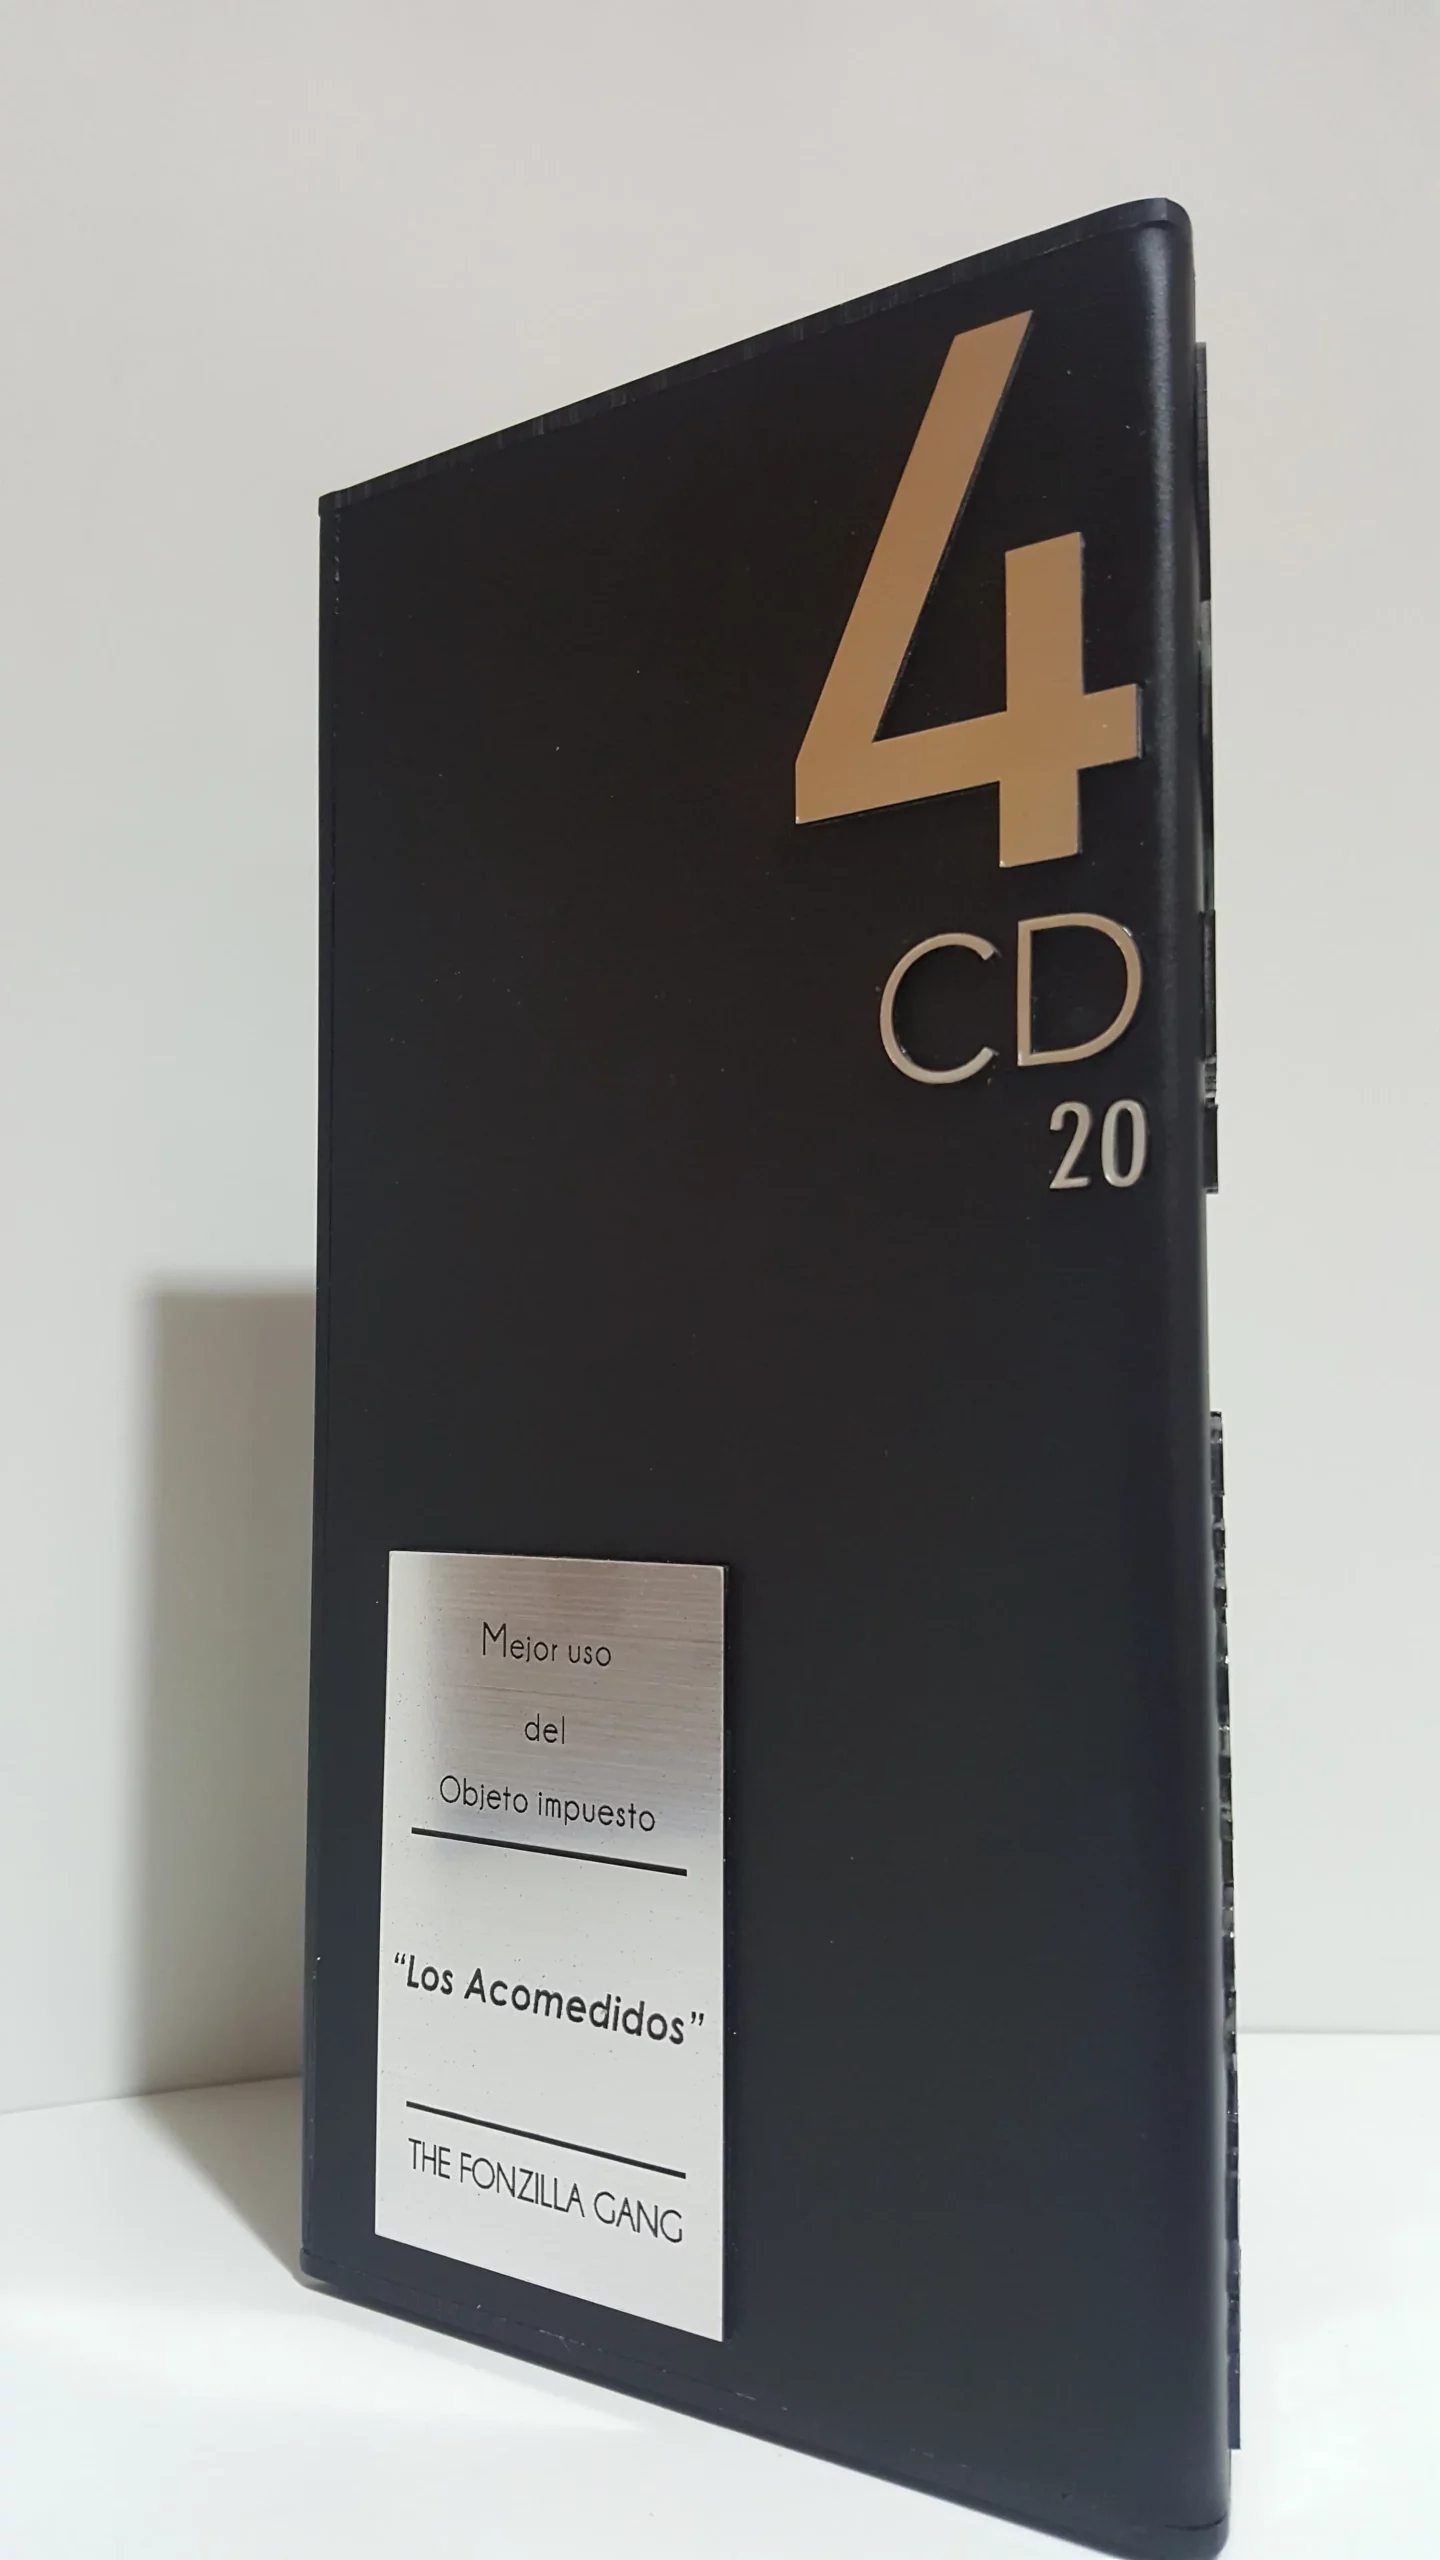 4
CD
20
Mejor uso
del
Objeto impuesto
“Los Acomedidos”
THE FONZILLA GANG